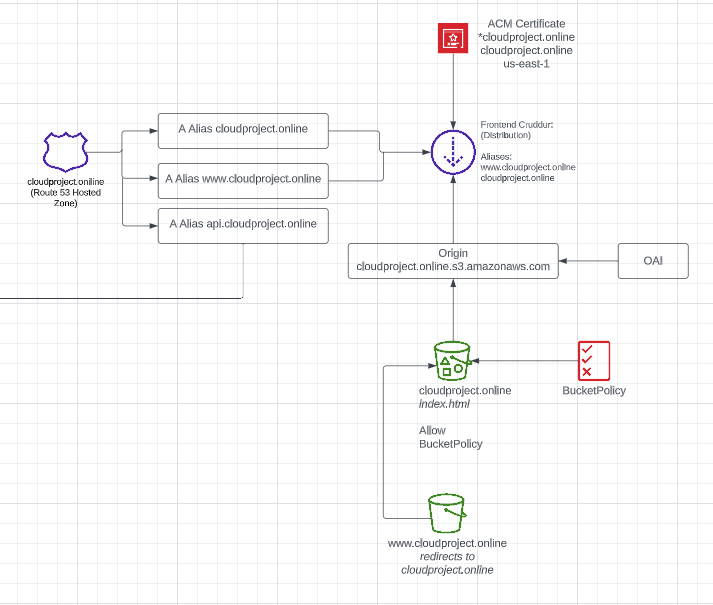 ACM Certificate
*cloudproject.online
cloudproject.online
us-east-1
A Alias cloudproject.online
Frontend Cruddur:
(Distribution)
Aliases:
www.cloudproject.online
cloudproject.online
cloudproject.online
(Route 53 Hosted
Zone)
A Alias www.cloudproject.online
A Alias api.cloudproject.online
Origin
cloudproject.online.s3.amazonaws.com
OAI
cloudproject.online
index.html
Allow
BucketPolicy
BucketPolicy
www.cloudproject.online
redirects to
cloudproject.online